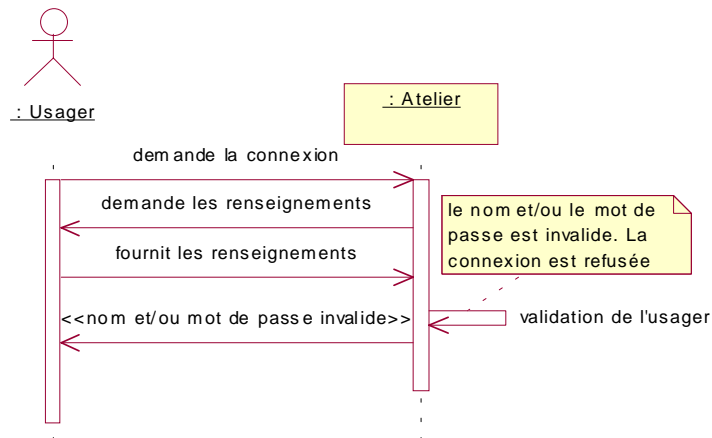 : Usager
: Atelier
demande la connexion
demande les renseignements
le nom et/ou le mot de
passe est invalide. La
connexion est refusée
fournit les renseignements
<<nom et/ou mot de passe invalide>>
validation de l'usager